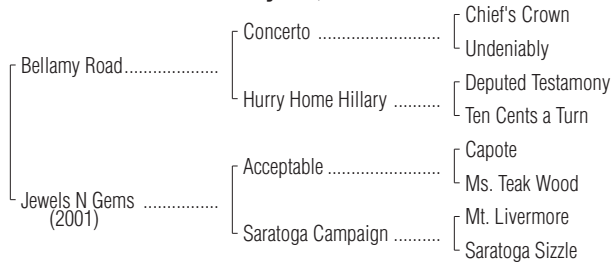 Chief's Crown
Concerto ........................
Undeniably
Bellamy Road...................
Deputed Testamony
Hurry Home Hillary ..........
Ten Cents a Turn
Capote
Acceptable ......................
Ms. Teak Wood
Jewels N Gems ...............
(2001)
Mt. Livermore
Saratoga Campaign ..........
Saratoga Sizzle